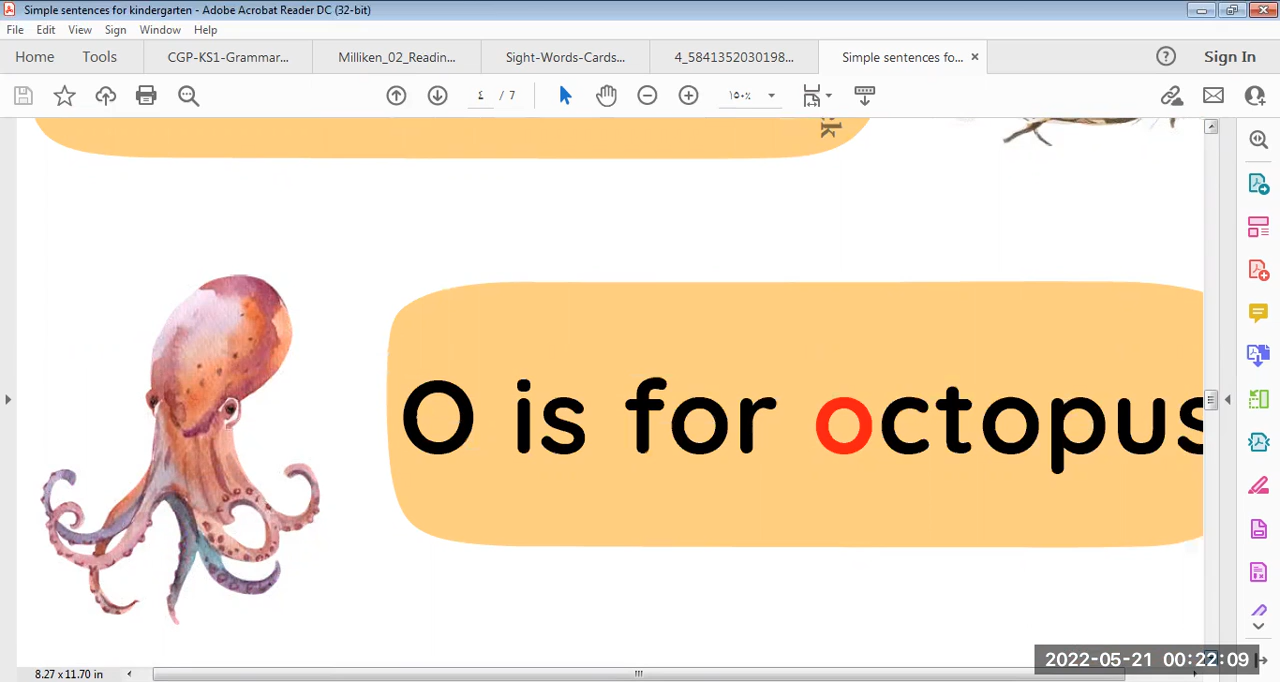 Simple sentences for kindergarten - Adobe Acrobat Reader DC (32-bit)
File Edit View Sign Window Help
Home Tools CGP-KS1-Grammar... Milliken_02_Readin... Sight-Words-Cards... 4_5841352030198... Simple sentences fo... × ? Sign In
٤ / 7 ١٥٠٪
O is for octopus
8.27 x 11.70 in
2022-05-21 00:22:09